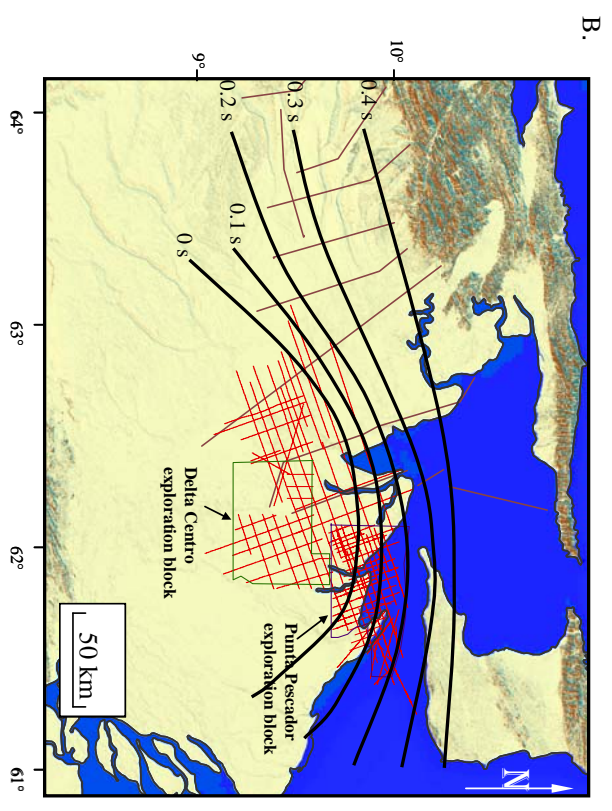 B.
10°
9°
0.4 s
0.3 s
0.2 s
0.1 s
0 s
64°
63°
62°
61°
Delta Centro
exploration block
Punta Pescador
exploration block
50 km
N